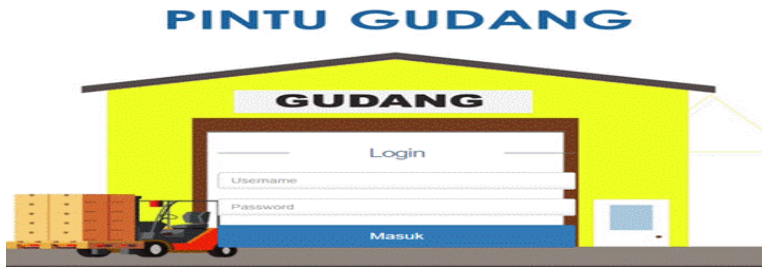 PINTU GUDANG
GUDANG
Login
Username
Password
Masuk